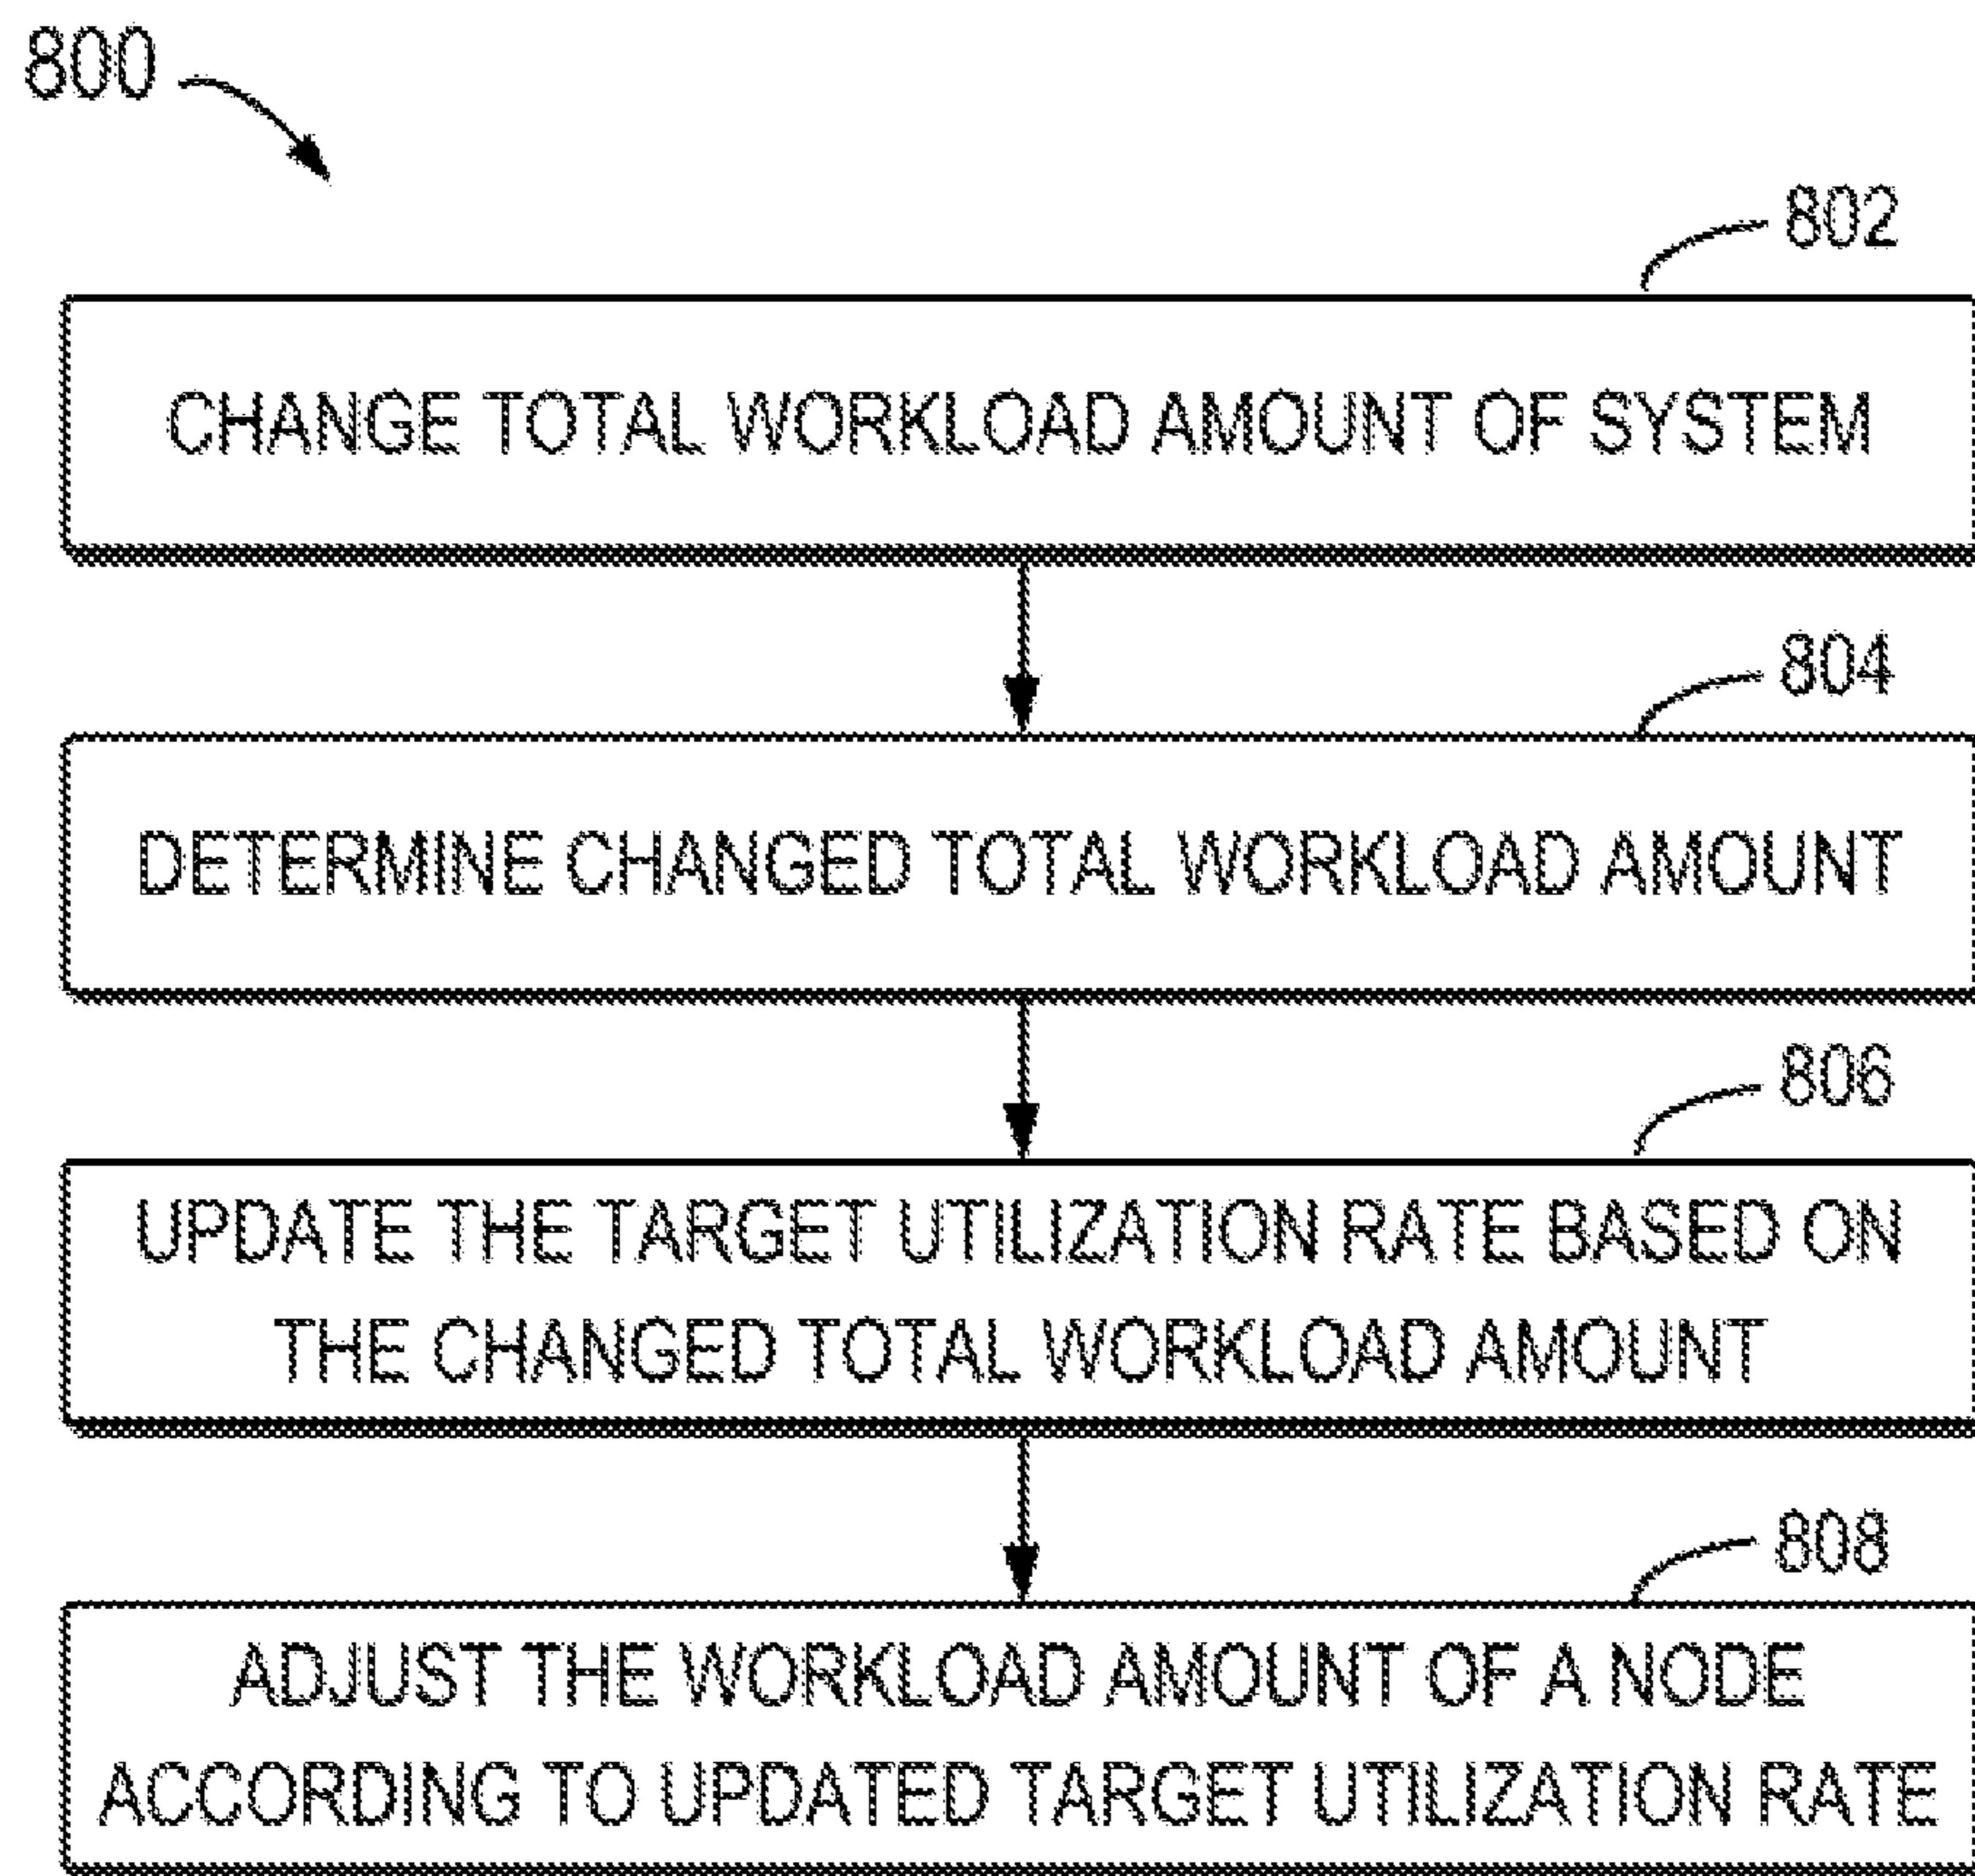 800
802
CHANGE TOTAL WORKLOAD AMOUNT OF SYSTEM
804
DETERMINE CHANGED TOTAL WORKLOAD AMOUNT
806
UPDATE THE TARGET UTILIZATION RATE BASED ON
THE CHANGED TOTAL WORKLOAD AMOUNT
808
ADJUST THE WORKLOAD AMOUNT OF A NODE
ACCORDING TO UPDATED TARGET UTILIZATION RATE